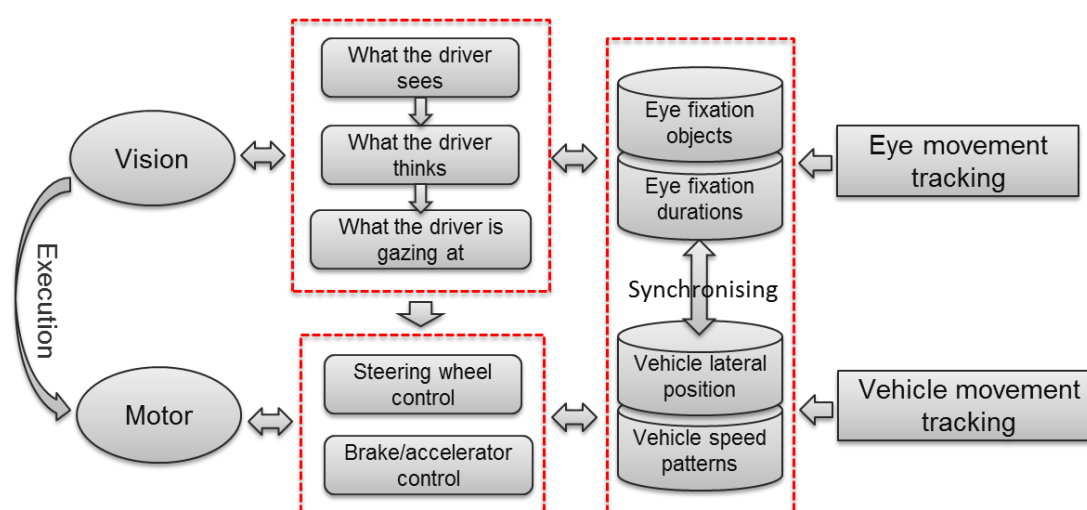 What the driver
sees
What the driver
thinks
What the driver is
gazing at
Vision
Execution
Motor
Steering wheel
control
Brake/accelerator
control
Eye fixation
objects
Eye fixation
durations
Synchronising
Vehicle lateral
position
Vehicle speed
patterns
Eye movement
tracking
Vehicle movement
tracking